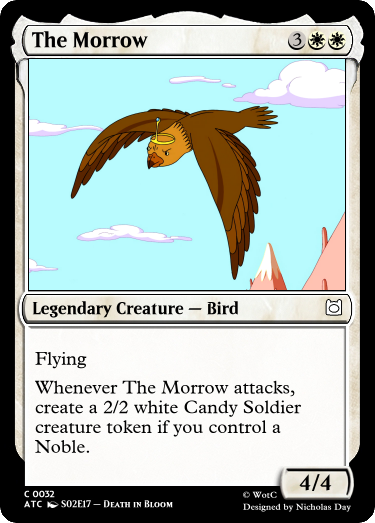 The Morrow 3
Legendary Creature — Bird
Flying
Whenever The Morrow attacks,
create a 2/2 white Candy Soldier
creature token if you control a
Noble.
4/4
C 0032
ATC S02E17 – Death in Bloom
© WotC
Designed by Nicholas Day